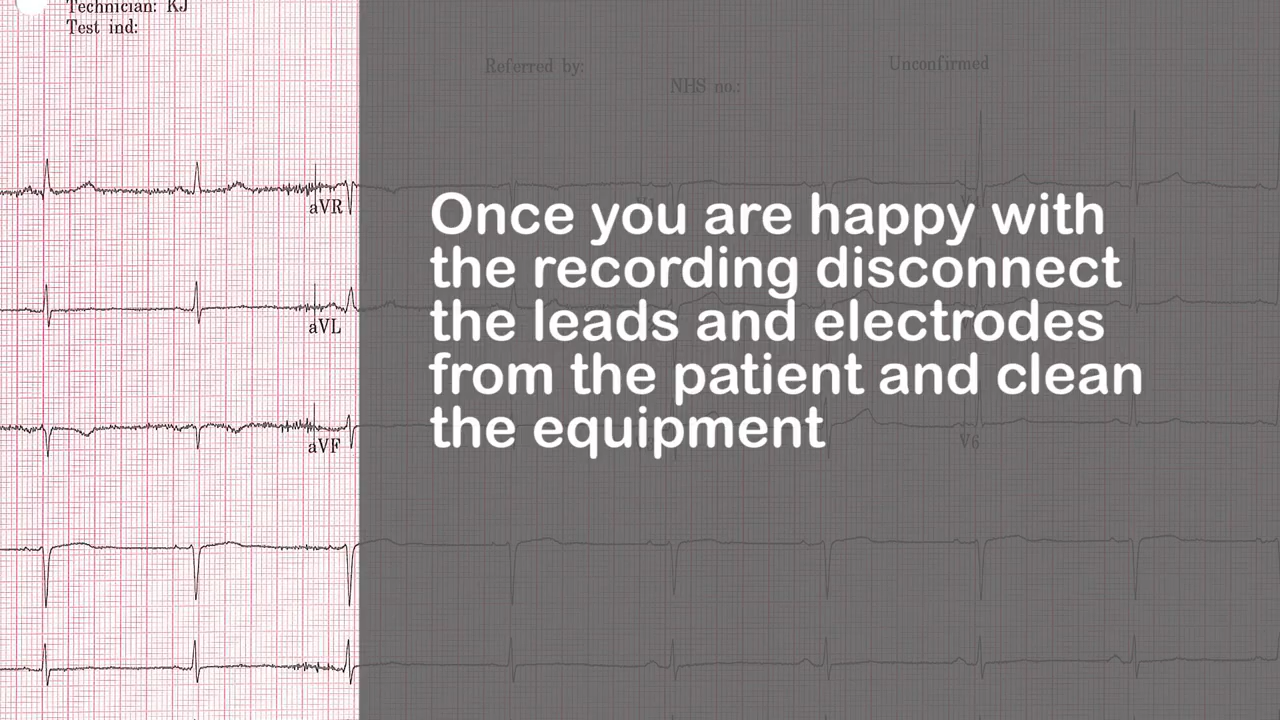 Technician: KJ
Test ind:
Referred by:
Unconfirmed
NHS no.:
aVR
Once you are happy with
the recording disconnect
the leads and electrodes
from the patient and clean
the equipment
aVL
aVF
V6